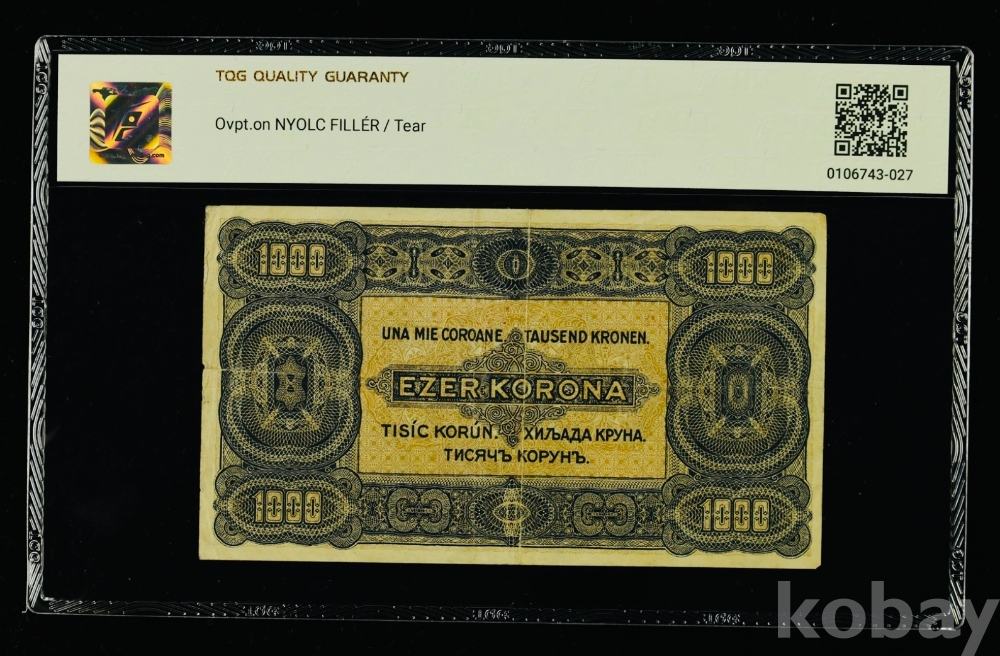 TQG QUALITY GUARANTY
Ovpt.on NYOLC FILLÉR / Tear
0106743-027
1000
1000
UNA MIE COROANE TAUSEND KRONEN.
EZER KORONA
TISÍC KORÚN. ХИЉАДА КРУНА.
ТИСЯЧЪ КОРУНЪ.
1000
1000
kobay